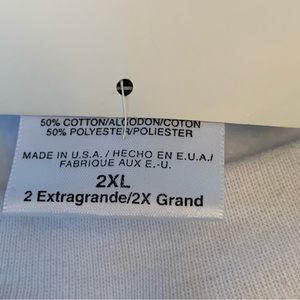 50% COTTON/ALGODON/COTON
50% POLYESTER/POLIESTER
MADE IN U.S.A./ HECHO EN E.U.A./
FABRIQUE AUX E.-U.
2XL
2 Extragrande/2X Grand